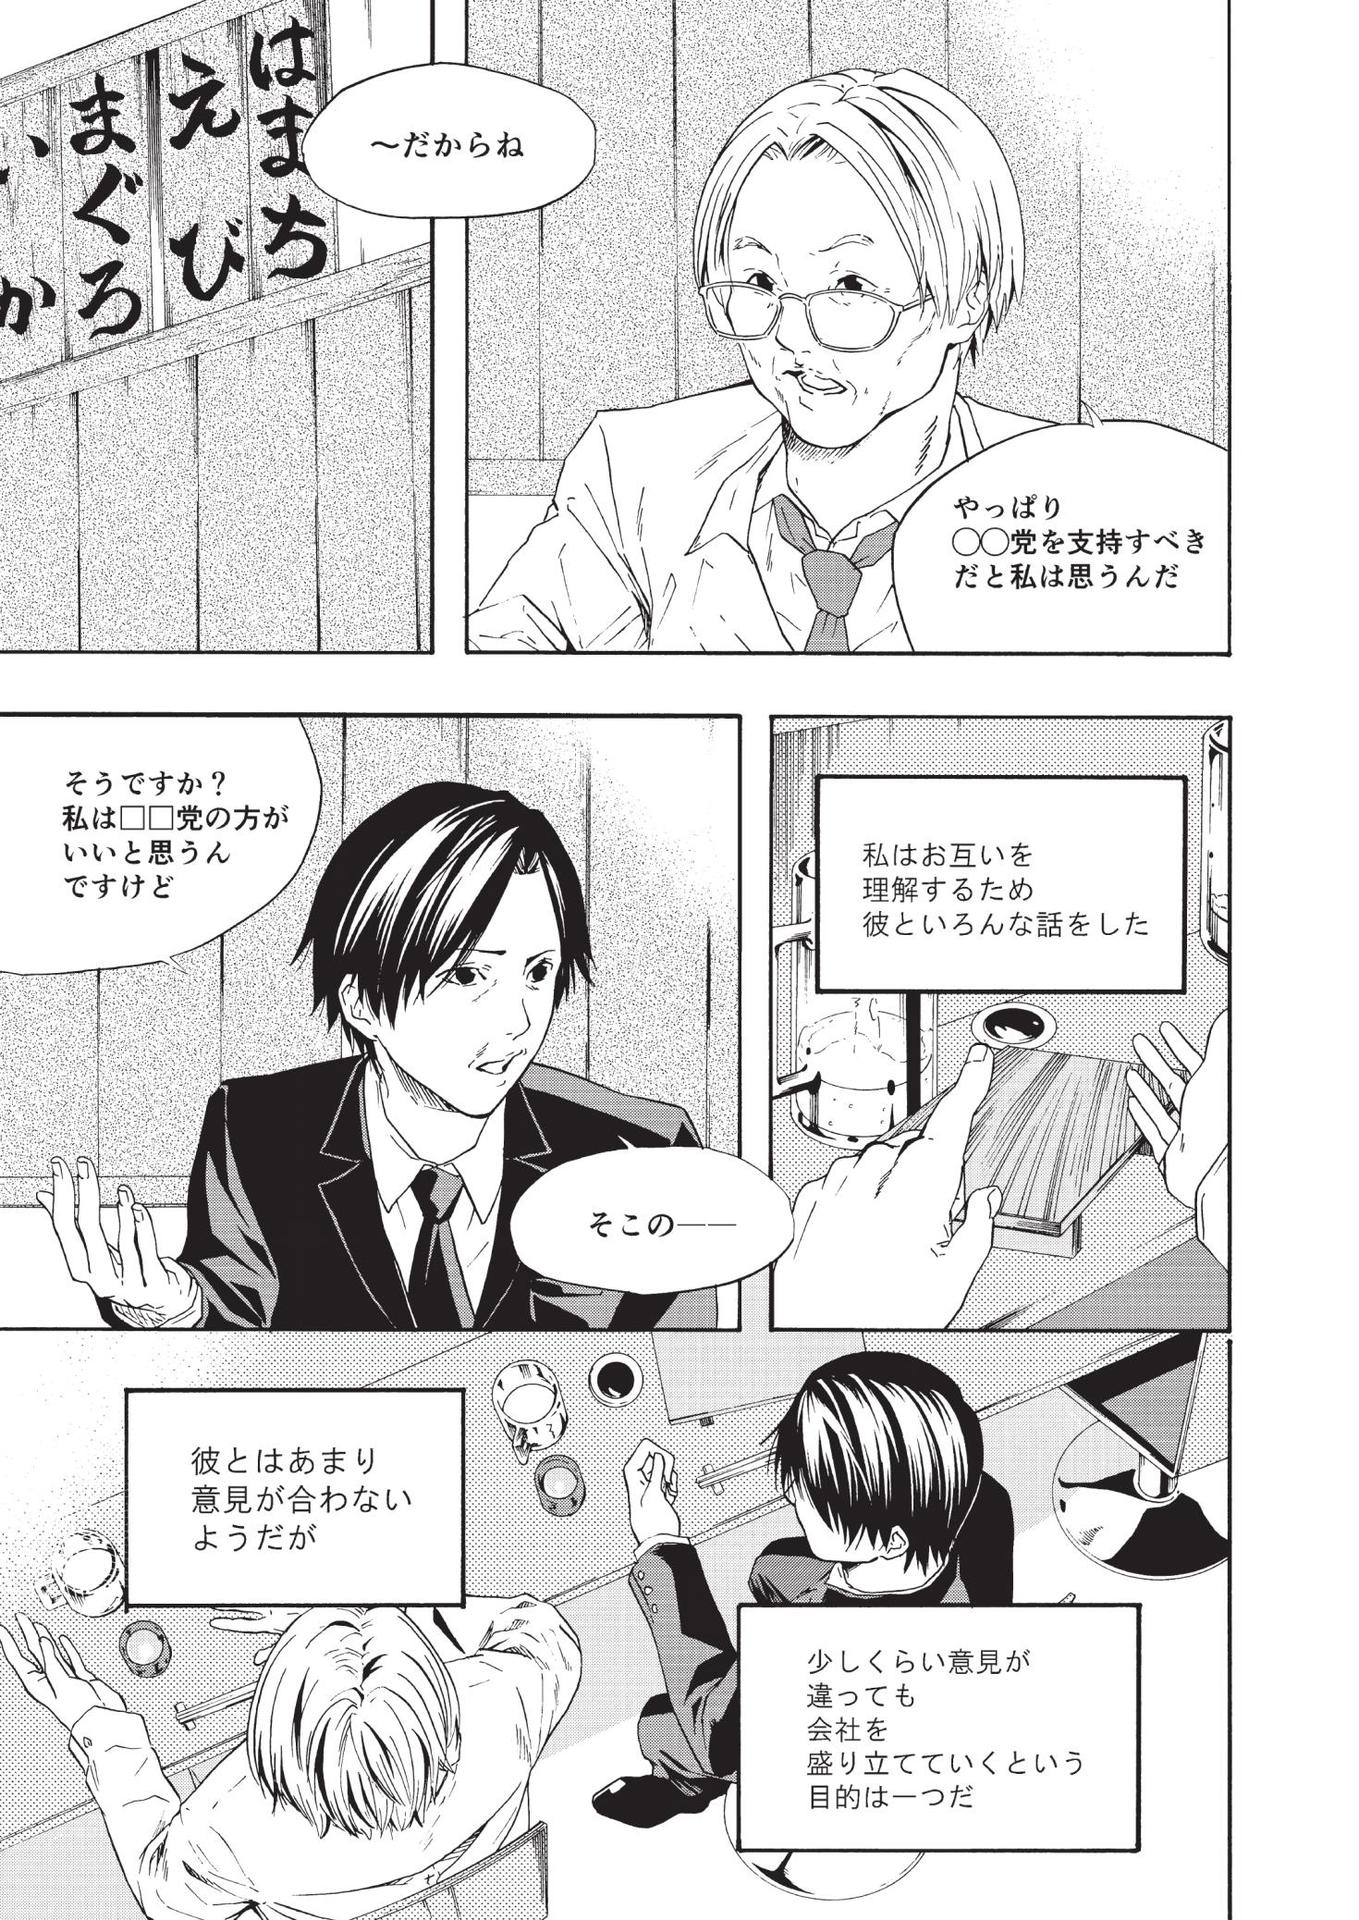 はまち
えび
まぐろ
いか
～だからね
やっぱり
〇〇党を支持すべき
だと私は思うんだ
そうですか？
私は□□党の方が
いいと思うん
ですけど
そこの――
私はお互いを
理解するため
彼といろんな話をした
彼とはあまり
意見が合わない
ようだが
少しくらい意見が
違っても
会社を
盛り立てていくという
目的は一つだ